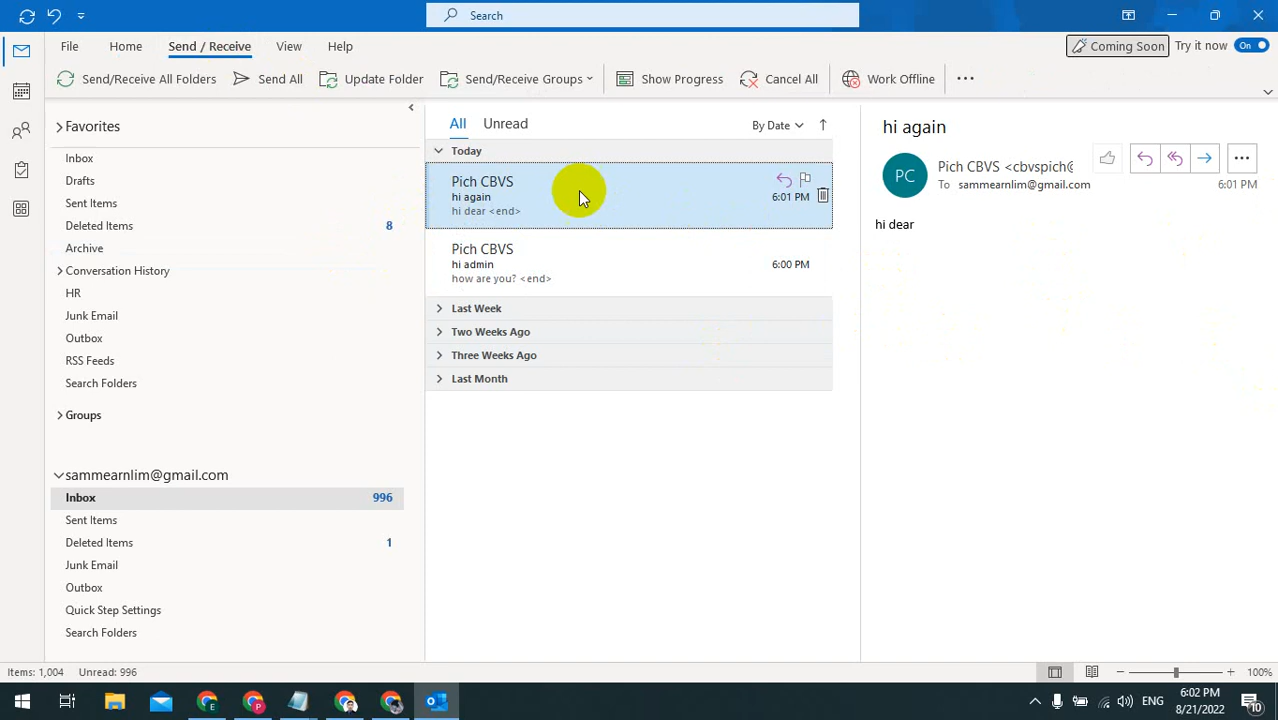 Search
File Home Send / Receive View Help
Coming Soon Try it now On
Send/Receive All Folders Send All Update Folder Send/Receive Groups Show Progress Cancel All Work Offline
Favorites
Inbox
Drafts
Sent Items
Deleted Items 8
Archive
Conversation History
HR
Junk Email
Outbox
RSS Feeds
Search Folders
Groups
sammearnlim@gmail.com
Inbox 996
Sent Items
Deleted Items 1
Junk Email
Outbox
Quick Step Settings
Search Folders
All Unread By Date
Today
Pich CBVS
hi again 6:01 PM
hi dear <end>
Pich CBVS
hi admin 6:00 PM
how are you? <end>
Last Week
Two Weeks Ago
Three Weeks Ago
Last Month
hi again
PC
Pich CBVS <cbvspich@
To sammearnlim@gmail.com 6:01 PM
hi dear
Items: 1,004 Unread: 996 100%
E P ENG
6:02 PM
8/21/2022
10